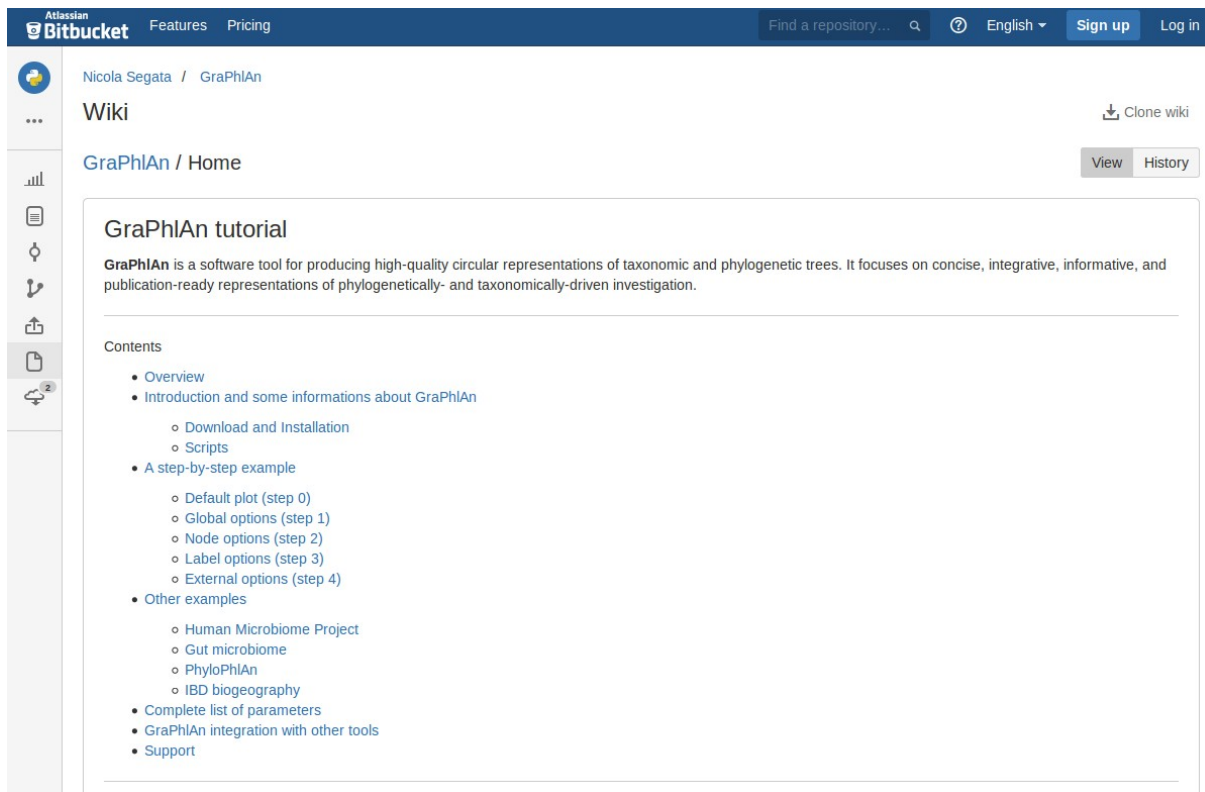 Atlassian
Bitbucket Features Pricing Find a repository... English Sign up Log in
Nicola Segata / GraPhlAn
Wiki Clone wiki
GraPhlAn / Home View History
GraPhlAn tutorial
GraPhlAn is a software tool for producing high-quality circular representations of taxonomic and phylogenetic trees. It focuses on concise, integrative, informative, and
publication-ready representations of phylogenetically- and taxonomically-driven investigation.
Contents
Overview
Introduction and some informations about GraPhlAn
Download and Installation
Scripts
A step-by-step example
Default plot (step 0)
Global options (step 1)
Node options (step 2)
Label options (step 3)
External options (step 4)
Other examples
Human Microbiome Project
Gut microbiome
PhyloPhlAn
IBD biogeography
Complete list of parameters
GraPhlAn integration with other tools
Support
2